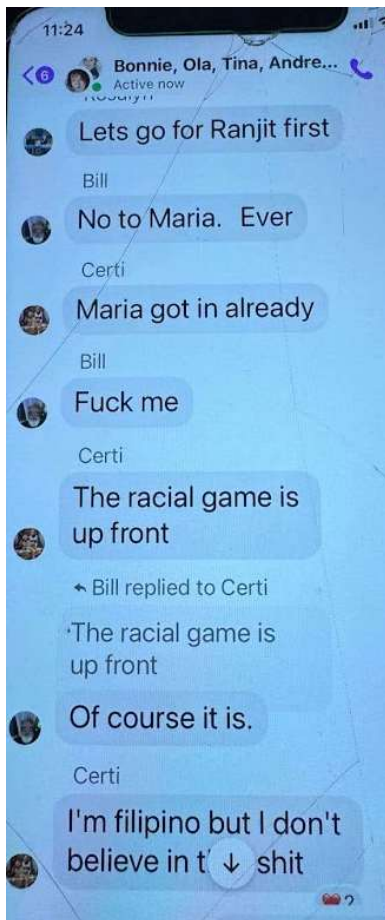 11:24
6
Bonnie, Ola, Tina, Andre...
Active now
Lets go for Ranjit first
Bill
No to Maria. Ever
Certi
Maria got in already
Bill
Fuck me
Certi
The racial game is
up front
Bill replied to Certi
The racial game is
up front
Of course it is.
Certi
I'm filipino but I don't
believe in shit
2